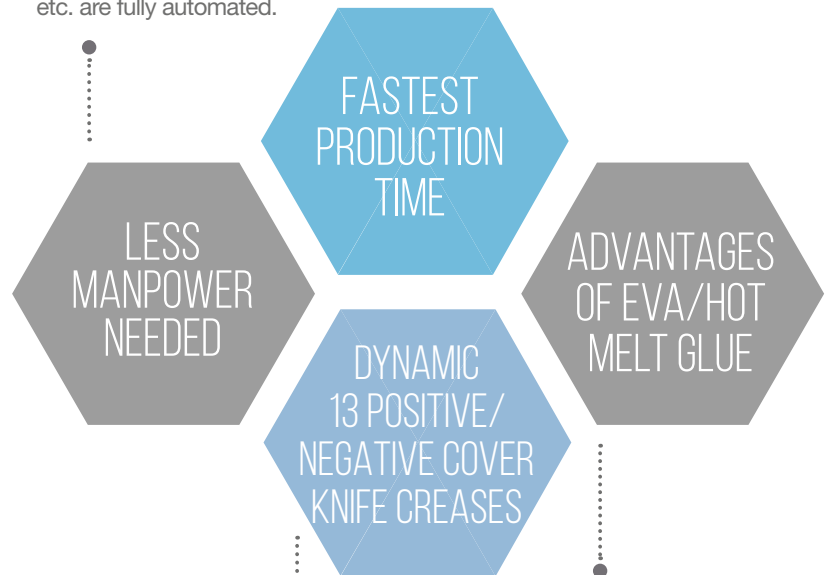 etc. are fully automated.
FASTEST
PRODUCTION
TIME
LESS
MANPOWER
NEEDED
ADVANTAGES
OF EVA/HOT
MELT GLUE
DYNAMIC
13 POSITIVE/
NEGATIVE COVER
KNIFE CREASES